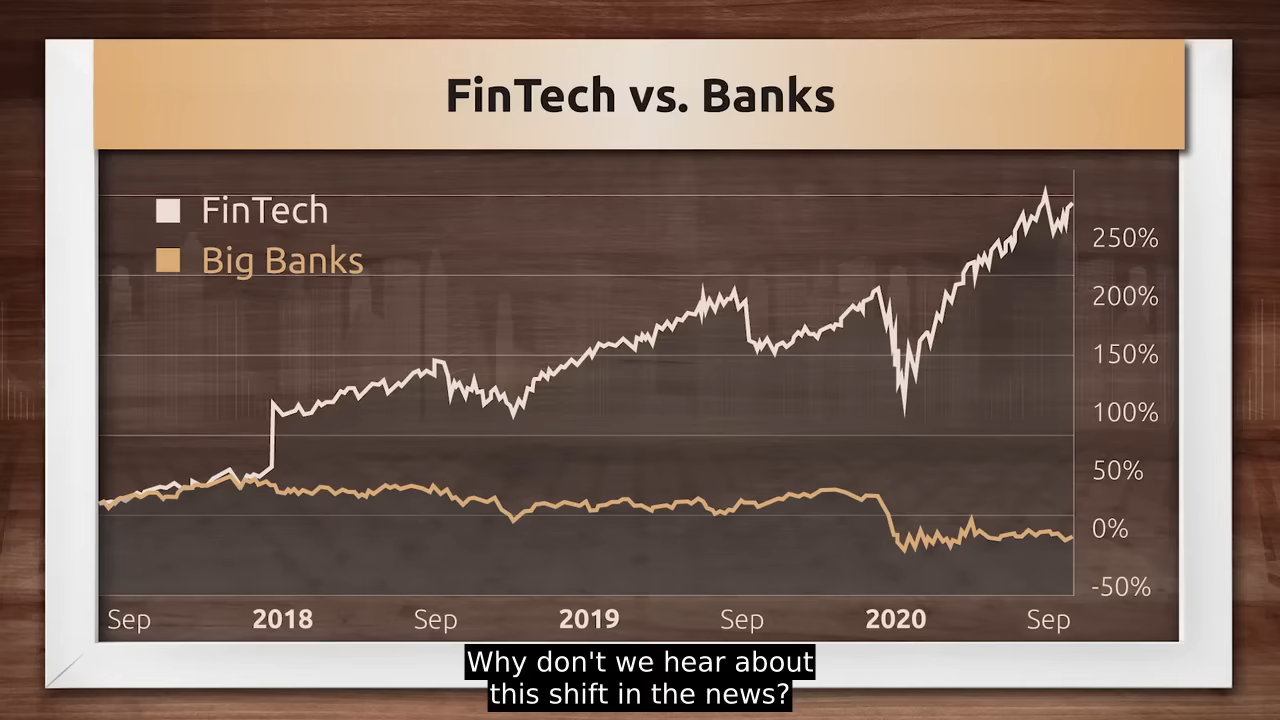 FinTech vs. Banks
FinTech
Big Banks
250%
200%
150%
100%
50%
0%
-50%
Sep 2018 Sep 2019 Sep 2020 Sep
Why don't we hear about
this shift in the news?